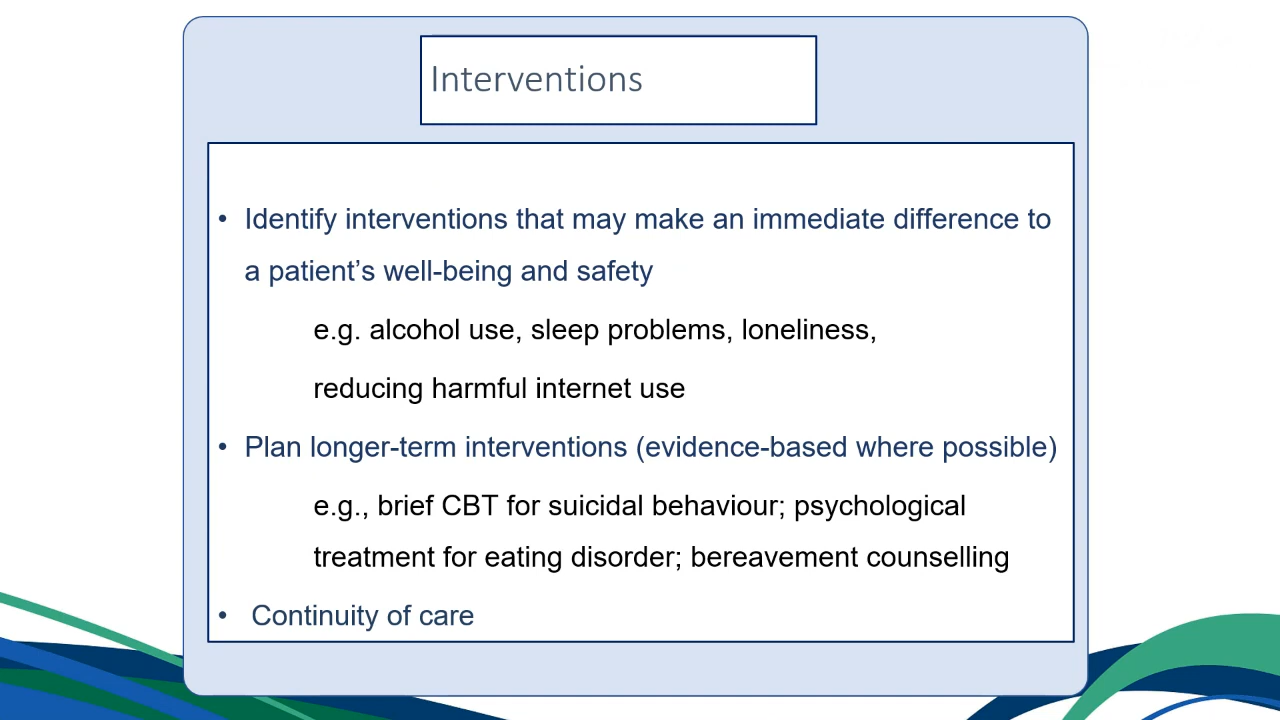 Interventions
• Identify interventions that may make an immediate difference to
a patient’s well-being and safety
e.g. alcohol use, sleep problems, loneliness,
reducing harmful internet use
• Plan longer-term interventions (evidence-based where possible)
e.g., brief CBT for suicidal behaviour; psychological
treatment for eating disorder; bereavement counselling
• Continuity of care